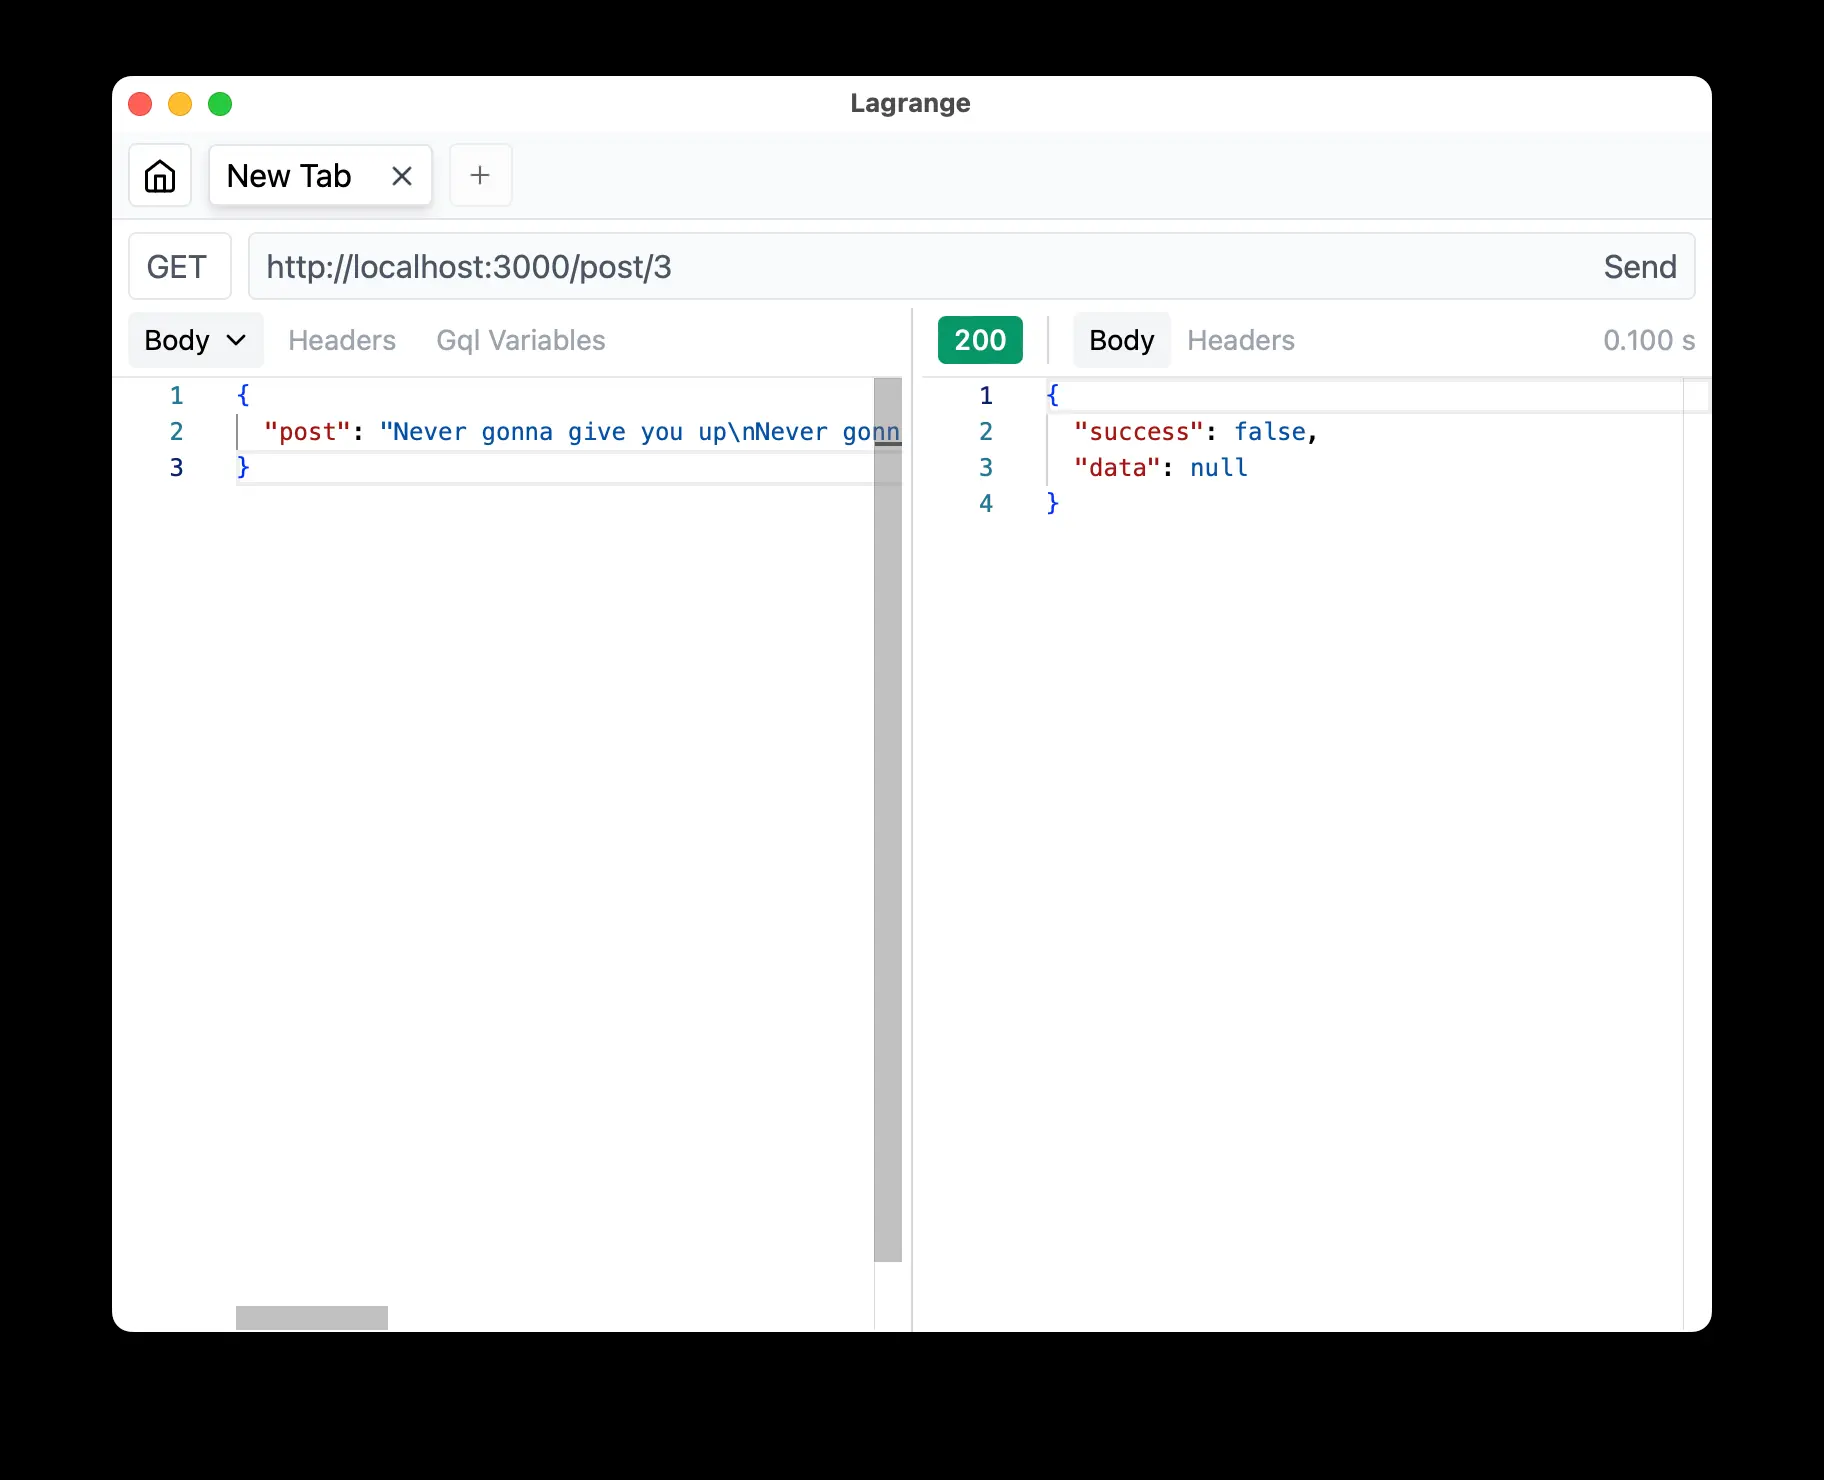 Lagrange
New Tab
GET http://localhost:3000/post/3 Send
Body Headers Gql Variables
1 {
2 "post": "Never gonna give you up\nNever gonn
3 }
200 Body Headers 0.100 s
1 {
2 "success": false,
3 "data": null
4 }